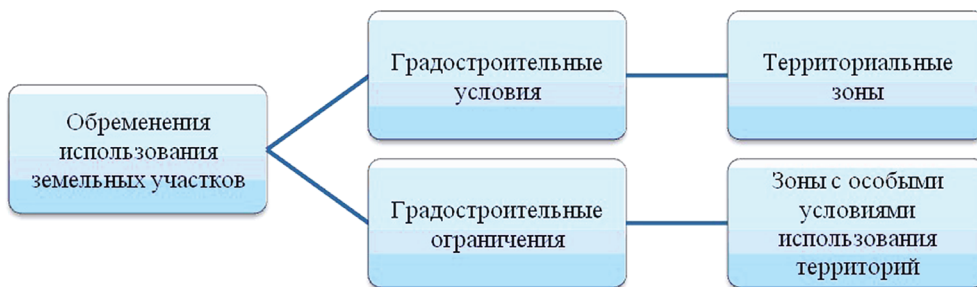 Обременения
использования
земельных участков
Градостроительные
условия
Территориальные
зоны
Градостроительные
ограничения
Зоны с особыми
условиями
использования
территорий